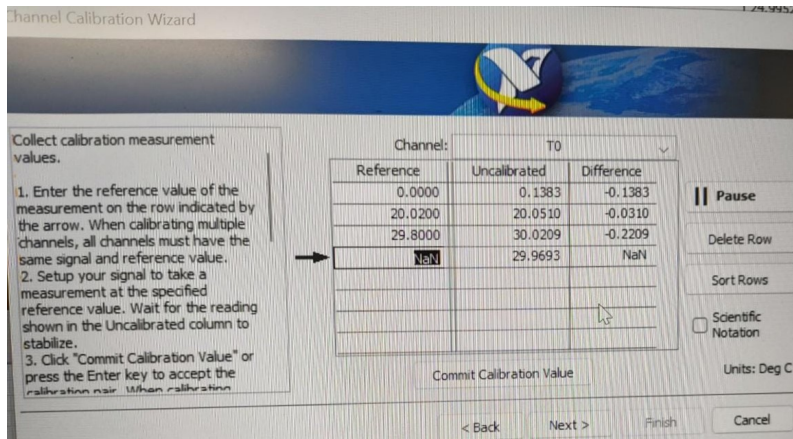 Channel Calibration Wizard
Collect calibration measurement
values.
1. Enter the reference value of the
measurement on the row indicated by
the arrow. When calibrating multiple
channels, all channels must have the
same signal and reference value.
2. Setup your signal to take a
measurement at the specified
reference value. Wait for the reading
shown in the Uncalibrated column to
stabilize.
3. Click "Commit Calibration Value" or
press the Enter key to accept the
calibration pair. When calibrating
Channel: T0
Reference Uncalibrated Difference
0.0000 0.1383 -0.1383
20.0200 20.0510 -0.0310
29.8000 30.0209 -0.2209
NaN 29.9693 NaN
Commit Calibration Value
Pause
Delete Row
Sort Rows
Scientific
Notation
Units: Deg C
< Back Next > Finish Cancel